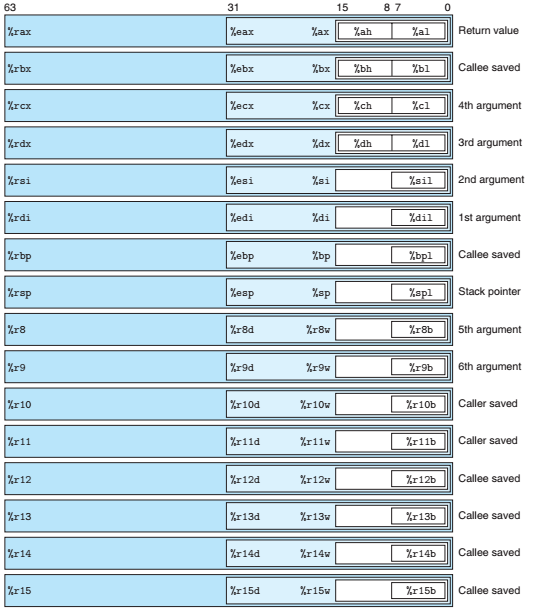 63 31 15 8 7 0
%rax %eax %ax %ah %al Return value
%rbx %ebx %bx %bh %bl Callee saved
%rcx %ecx %cx %ch %cl 4th argument
%rdx %edx %dx %dh %dl 3rd argument
%rsi %esi %si %sil 2nd argument
%rdi %edi %di %dil 1st argument
%rbp %ebp %bp %bpl Callee saved
%rsp %esp %sp %spl Stack pointer
%r8 %r8d %r8w %r8b 5th argument
%r9 %r9d %r9w %r9b 6th argument
%r10 %r10d %r10w %r10b Caller saved
%r11 %r11d %r11w %r11b Caller saved
%r12 %r12d %r12w %r12b Callee saved
%r13 %r13d %r13w %r13b Callee saved
%r14 %r14d %r14w %r14b Callee saved
%r15 %r15d %r15w %r15b Callee saved